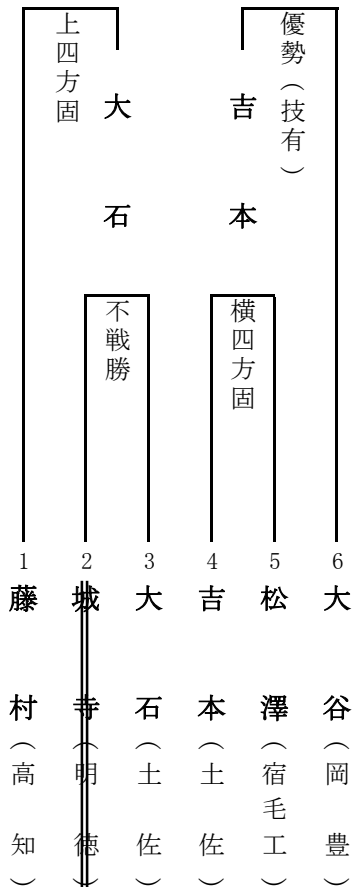 上四方固
優勢(技有)
大石
吉本
不戦勝
横四方固
1 藤村(高知)
2 城寺(明徳)
3 大石(土佐)
4 吉本(土佐)
5 松澤(宿毛工)
6 大谷(岡豊)